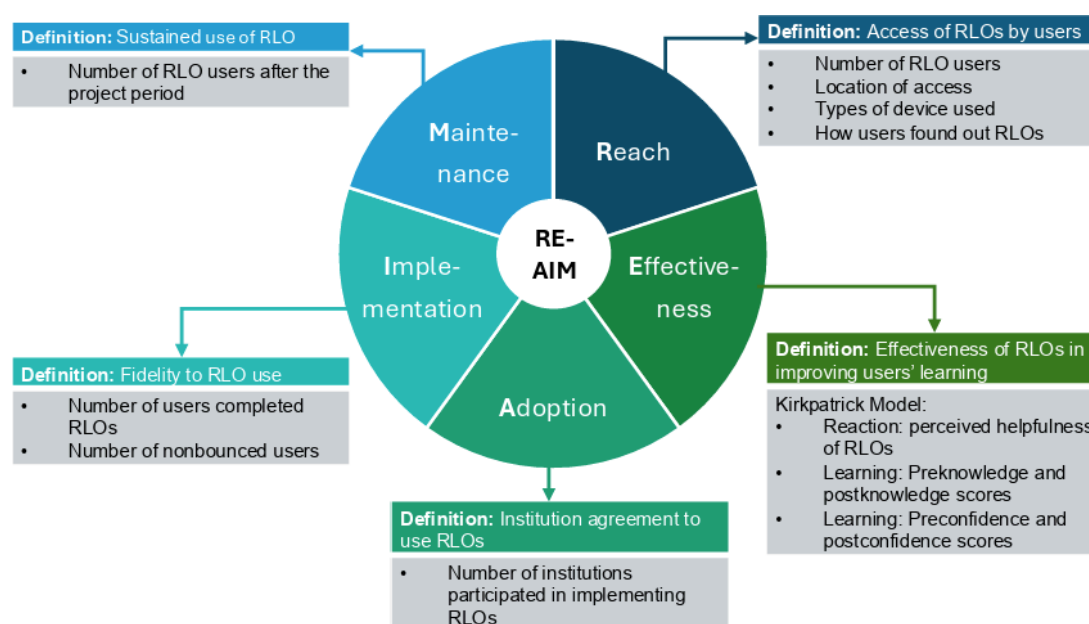 Definition: Sustained use of RLO
• Number of RLO users after the
project period
Definition: Access of RLOs by users
• Number of RLO users
• Location of access
• Types of device used
• How users found out RLOs
Mainte-
nance
Reach
RE-
AIM
Imple-
mentation
Effective-
ness
Adoption
Definition: Fidelity to RLO use
• Number of users completed
RLOs
• Number of nonbounced users
Definition: Effectiveness of RLOs in
improving users’ learning
Kirkpatrick Model:
• Reaction: perceived helpfulness
of RLOs
• Learning: Preknowledge and
postknowledge scores
• Learning: Preconfidence and
postconfidence scores
Definition: Institution agreement to
use RLOs
• Number of institutions
participated in implementing
RLOs